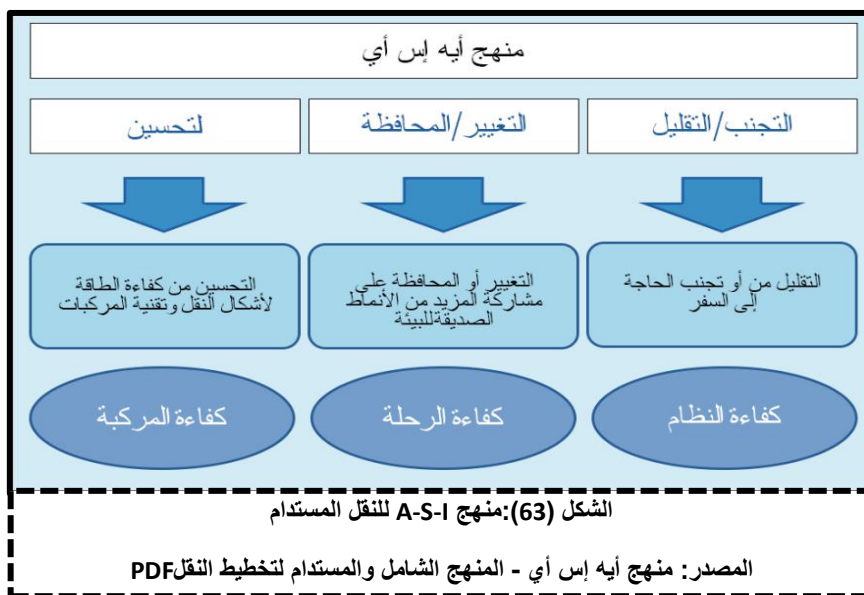 منهج أيه إس أي
التجنب/التقليل
التغيير/المحافظة
لتحسين
التقليل من أو تجنب الحاجة
إلى السفر
التغيير أو المحافظة على
مشاركة المزيد من الأنماط
الصديقةللبيئة
التحسين من كفاءة الطاقة
لأشكال النقل وتقنية المركبات
كفاءة النظام
كفاءة الرحلة
كفاءة المركبة
الشكل (63):منهج A-S-I للنقل المستدام
المصدر: منهج أيه إس أي - المنهج الشامل والمستدام لتخطيط النقلPDF